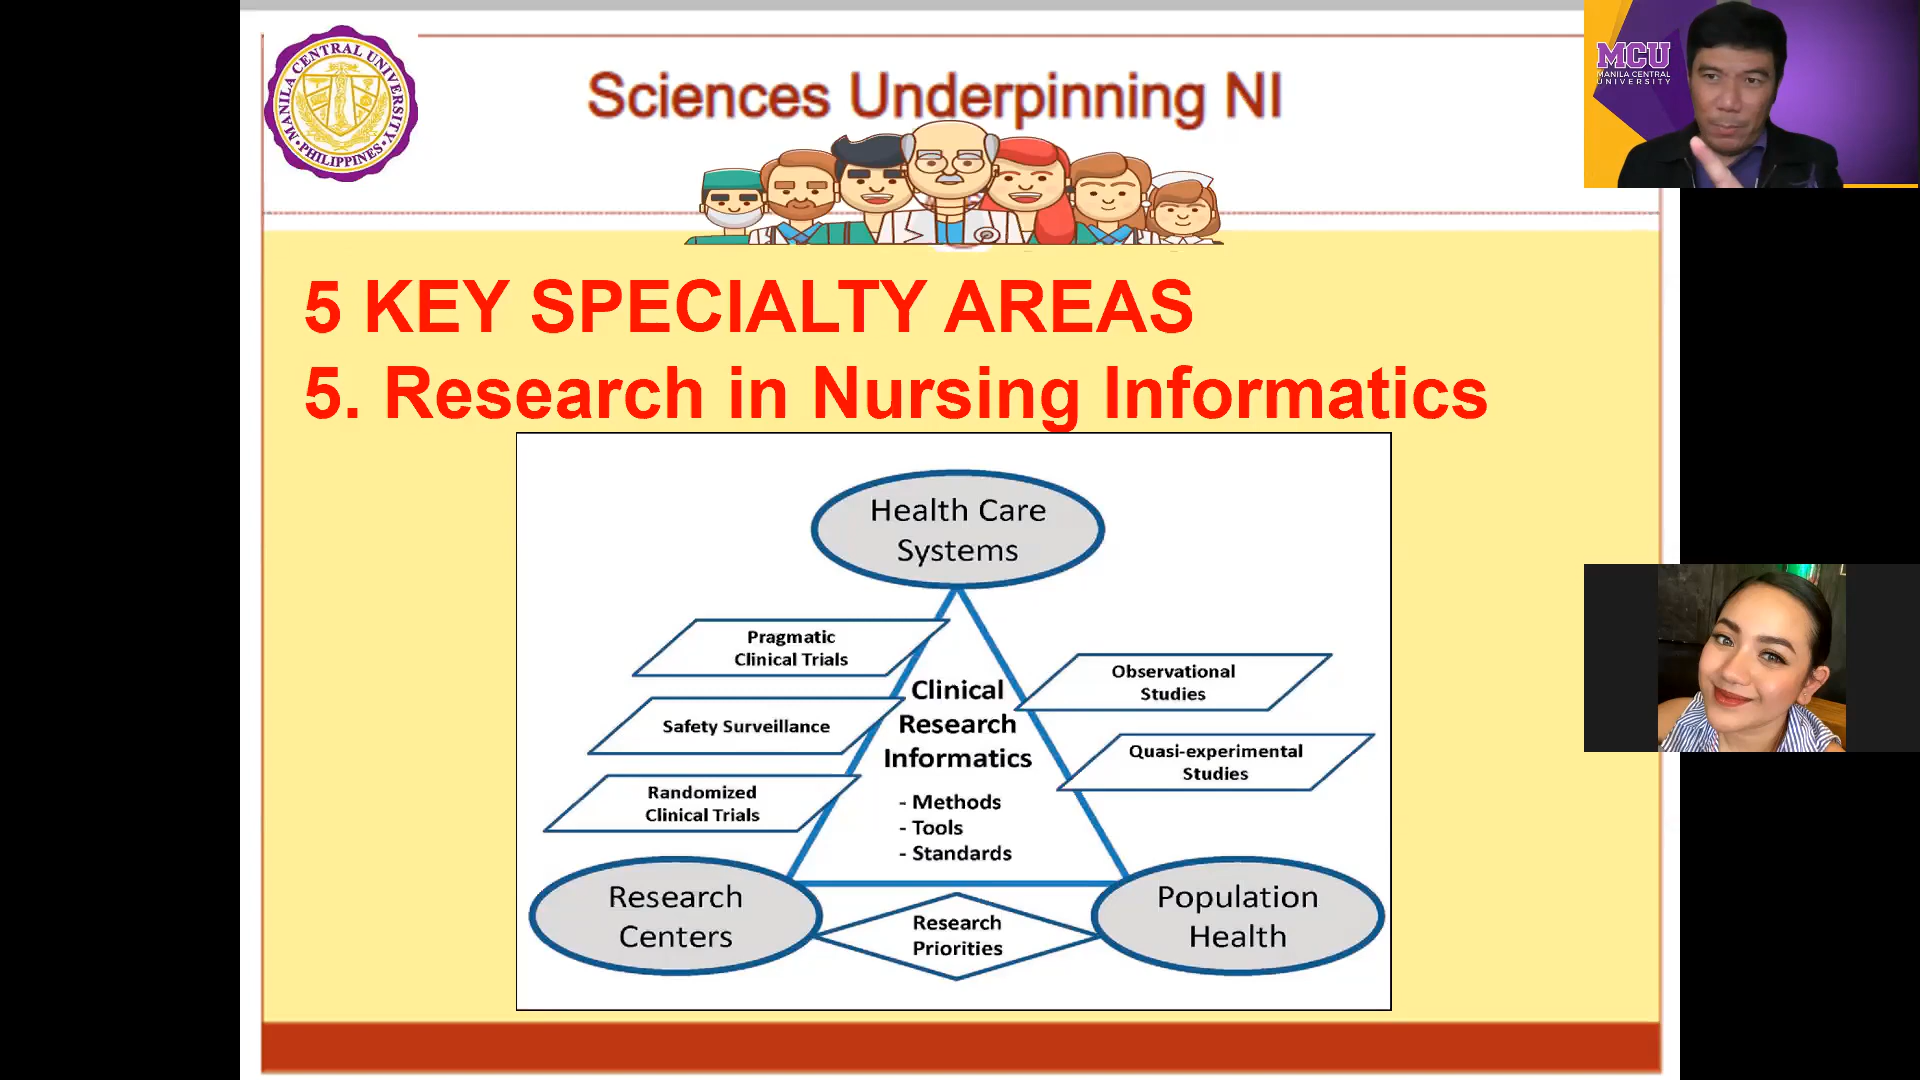 MANILA CENTRAL UNIVERSITY
PHILIPPINES
Sciences Underpinning NI
MCU
MANILA CENTRAL
UNIVERSITY
5 KEY SPECIALTY AREAS
5. Research in Nursing Informatics
Health Care
Systems
Pragmatic
Clinical Trials
Safety Surveillance
Randomized
Clinical Trials
Clinical
Research
Informatics
- Methods
- Tools
- Standards
Observational
Studies
Quasi-experimental
Studies
Research
Centers
Research
Priorities
Population
Health